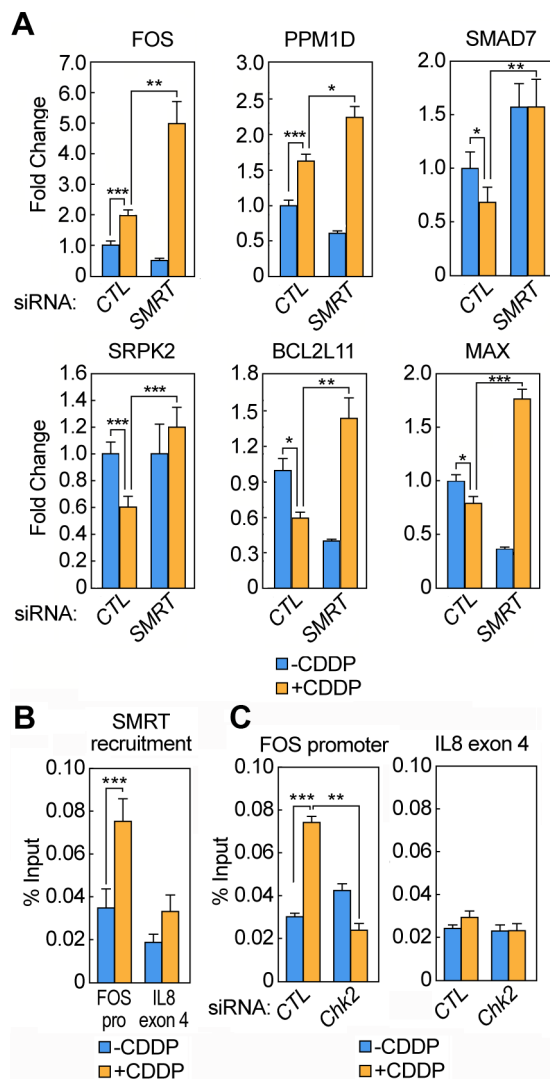 A
FOS
PPM1D
SMAD7
Fold Change
7.0
6.0
5.0
4.0
3.0
2.0
1.0
0
***
**
3.0
2.5
2.0
1.5
1.0
0.5
0
***
*
2.0
1.5
1.0
0.5
0
*
**
siRNA:
CTL
SMRT
CTL
SMRT
CTL
SMRT
SRPK2
BCL2L11
MAX
Fold Change
1.6
1.4
1.2
1.0
0.8
0.6
0.4
0.2
0
***
***
1.8
1.5
1.2
0.9
0.6
0.3
0
*
**
2.0
1.5
1.0
0.5
0
*
***
siRNA:
CTL
SMRT
CTL
SMRT
CTL
SMRT
-CDDP
+CDDP
B
SMRT
recruitment
% Input
0.10
0.08
0.06
0.04
0.02
0
***
FOS
pro
IL8
exon 4
-CDDP
+CDDP
C
FOS promoter
IL8 exon 4
% Input
0.10
0.08
0.06
0.04
0.02
0
***
**
0.10
0.08
0.06
0.04
0.02
0
siRNA:
CTL
Chk2
CTL
Chk2
-CDDP
+CDDP